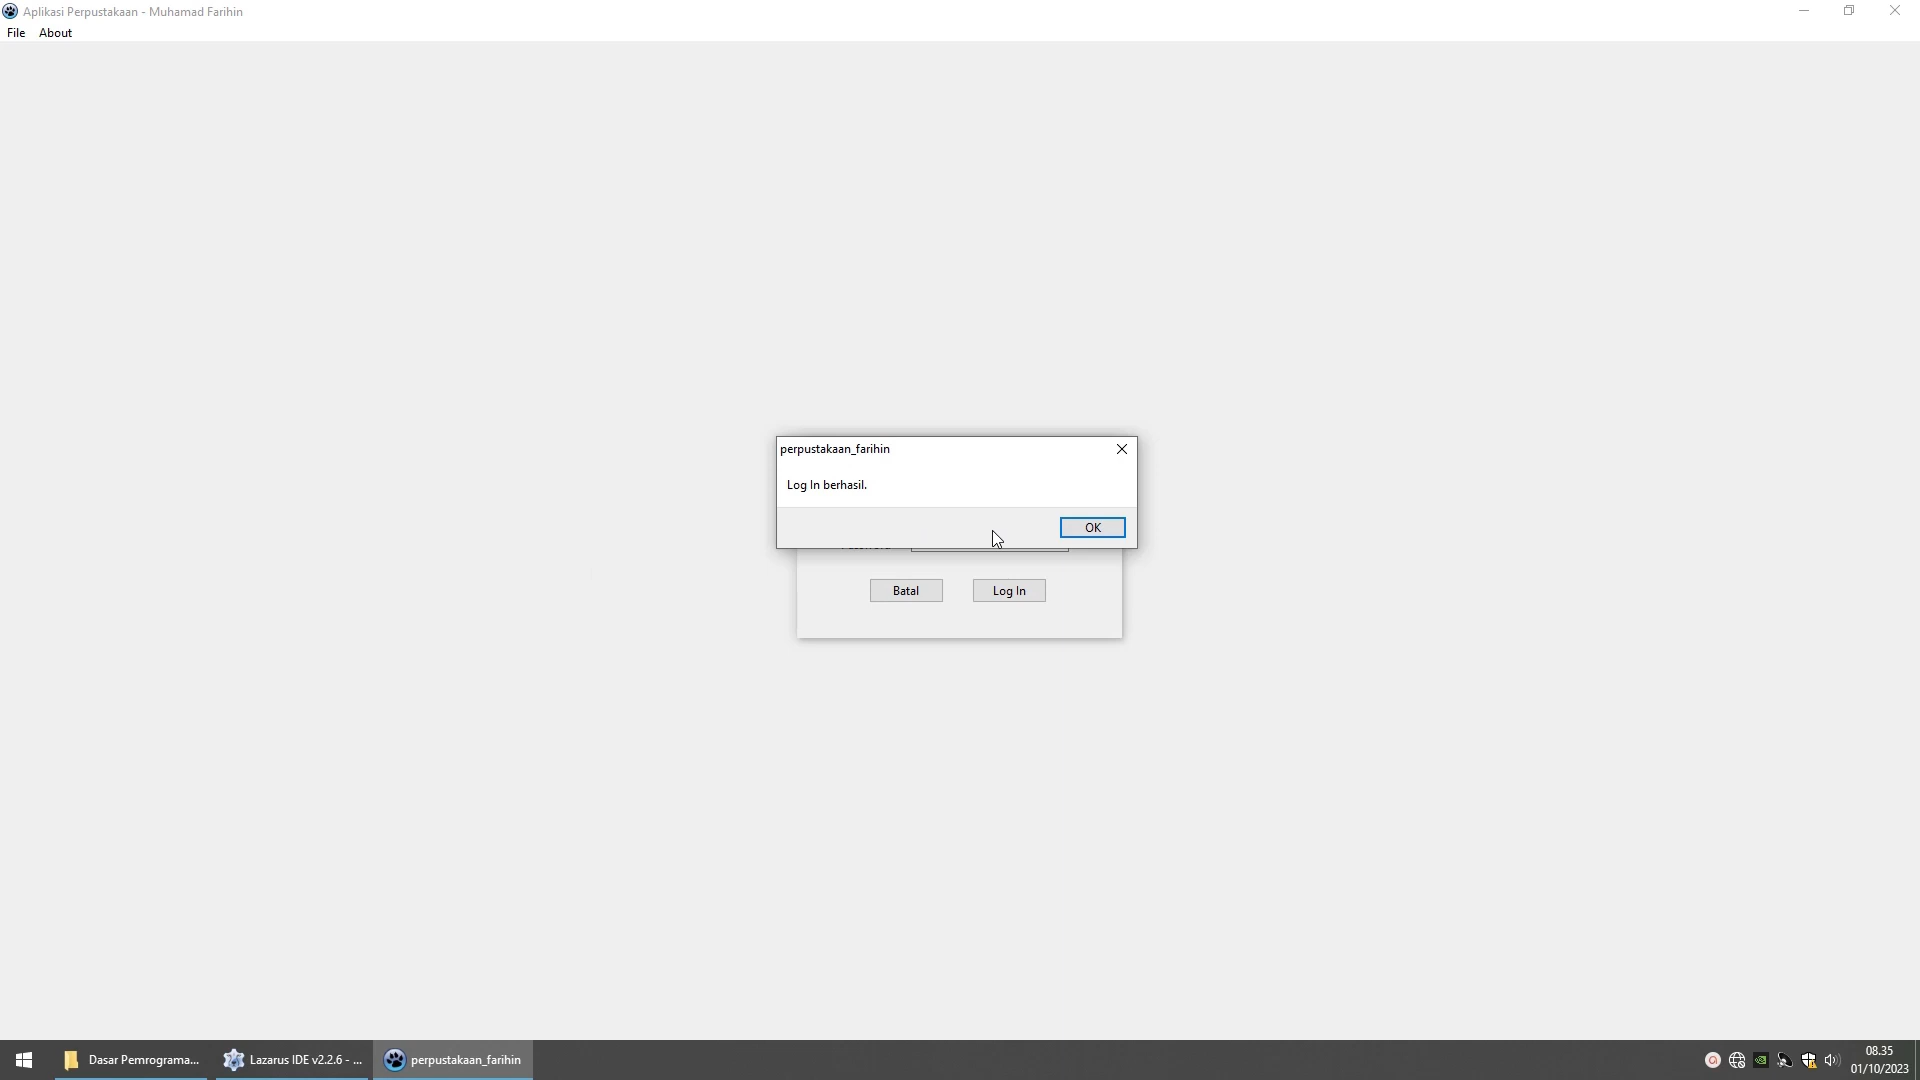 Aplikasi Perpustakaan - Muhamad Farihin
File About
perpustakaan_farihin
Log In berhasil.
OK
Batal Log In
Dasar Pemrograma... Lazarus IDE v2.2.6 - ... perpustakaan_farihin
08.35
01/10/2023